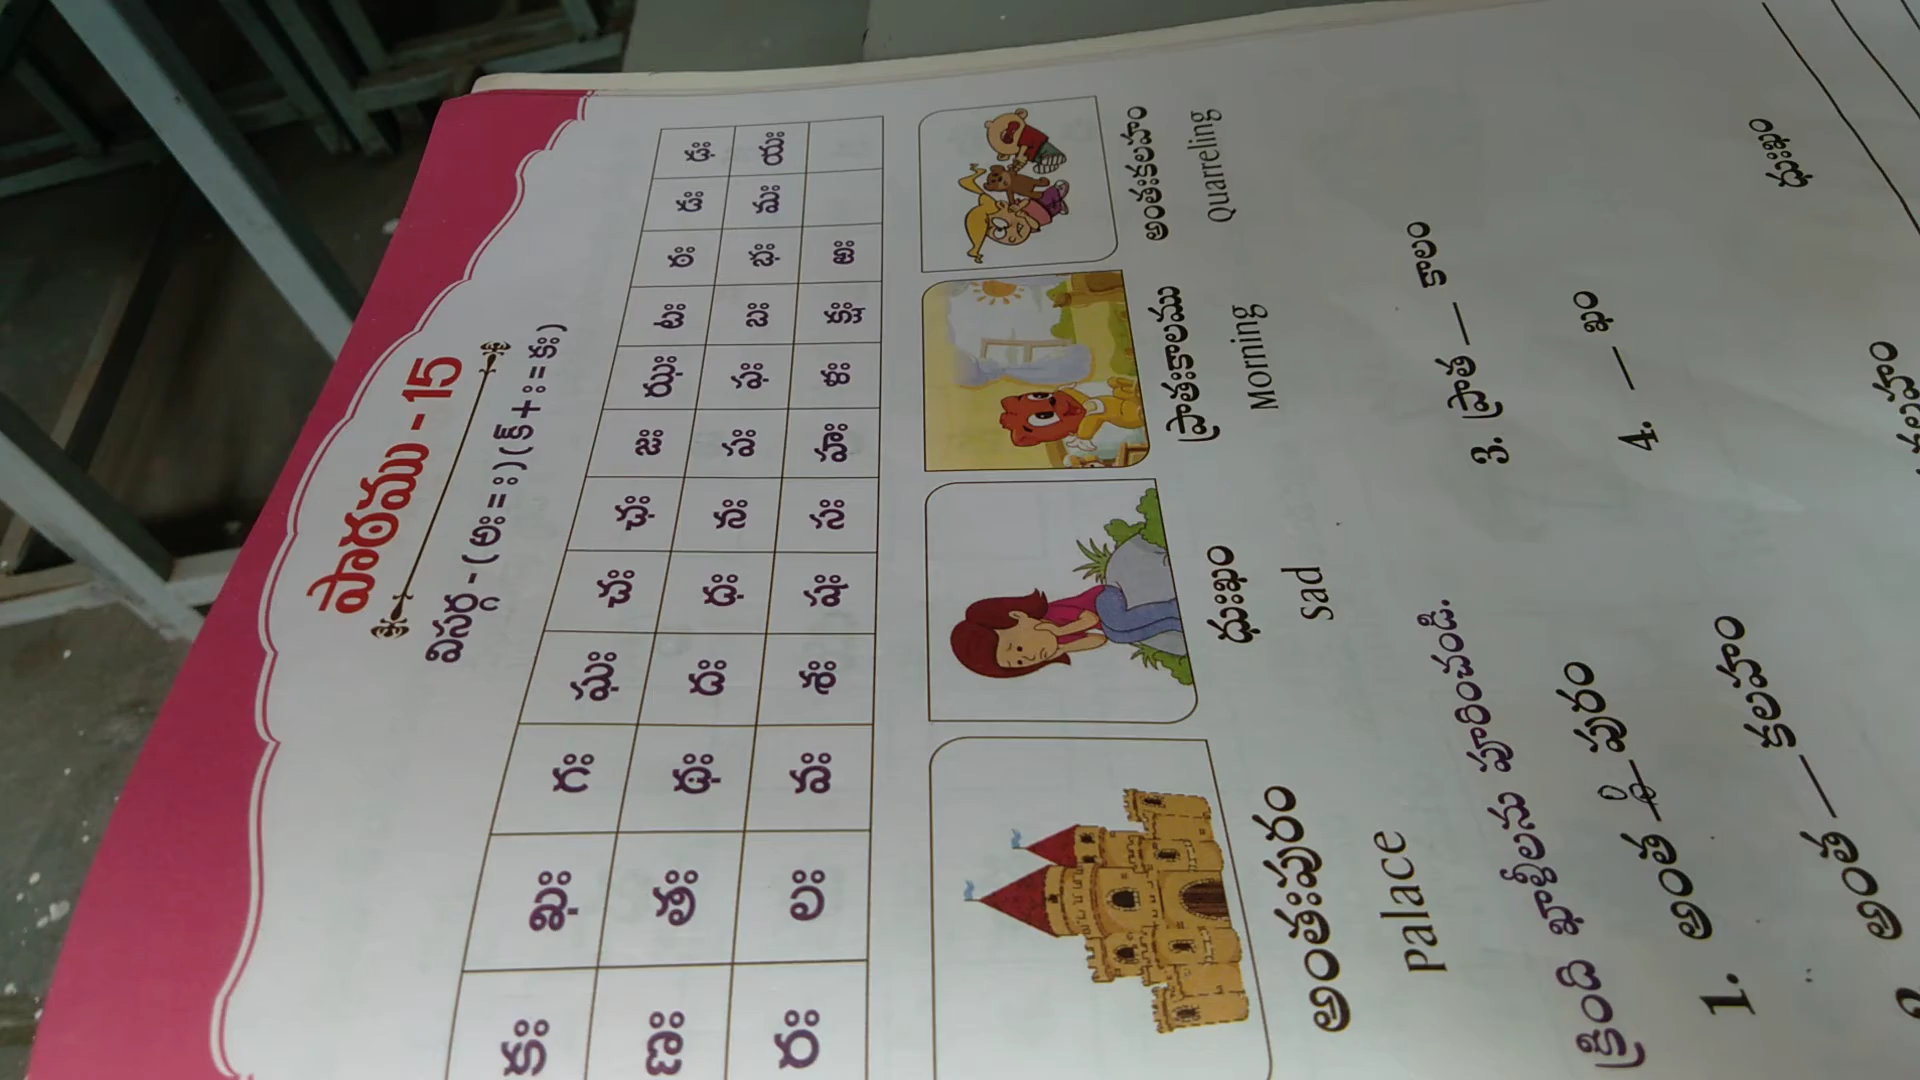 పాఠము - 15
విసర్గ - ( అః = ః ) ( క్ + ః = కః )
కః ఖః గః ఘః చః ఛః జః ఝః టః ఠః డః ఢః
ణః తః థః దః ధః నః పః ఫః బః భః మః యః
రః లః వః శః షః సః హః ళః క్షః ఱః
అంతఃపురం దుఃఖం ప్రాతఃకాలము అంతఃకలహం
Palace sad Morning Quarreling
క్రింది ఖాళీలను పూరించండి.
1. అంత - ః - పురం 3. ప్రాత — కాలం
అంత — కలహం 4. — ఖం
దుఃఖం